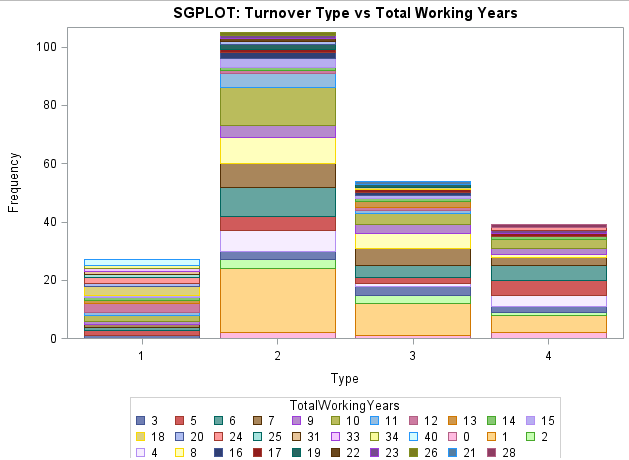 SGPLOT: Turnover Type vs Total Working Years
100
80
60
40
20
0
Frequency
1 2 3 4
Type
TotalWorkingYears
3 5 6 7 9 10 11 12 13 14 15
18 20 24 25 31 33 34 40 0 1 2
4 8 16 17 19 22 23 26 21 28